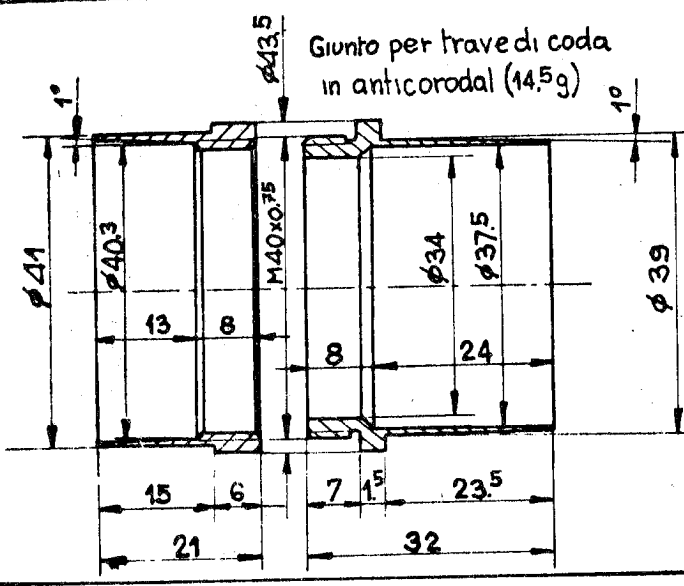 Giunto per trave di coda
in anticorodal (14.5g)
ø43.5
1°
1°
ø41
ø40.3
M40x0.75
ø34
ø37.5
ø39
13
8
8
24
15
6
7
1.5
23.5
21
32